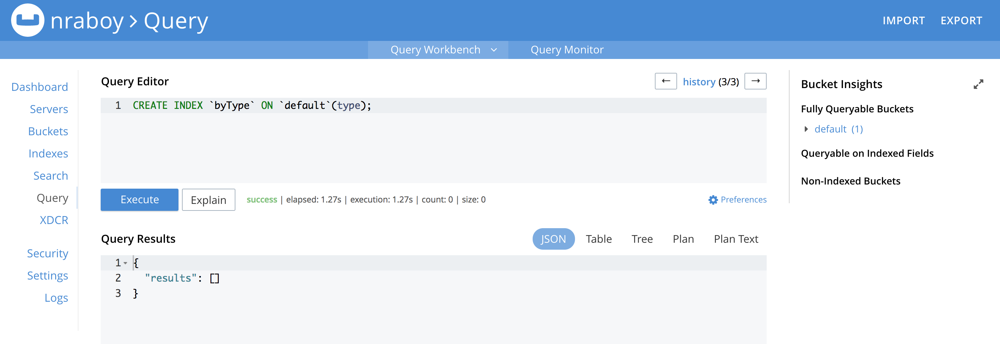 nraboy > Query
IMPORT EXPORT
Query Workbench Query Monitor
Dashboard
Servers
Buckets
Indexes
Search
Query
XDCR
Security
Settings
Logs
Query Editor
← history (3/3) →
1 CREATE INDEX `byType` ON `default`(type);
Execute Explain success | elapsed: 1.27s | execution: 1.27s | count: 0 | size: 0
Preferences
Query Results
JSON Table Tree Plan Plan Text
1 {
2 "results": []
3 }
Bucket Insights
Fully Queryable Buckets
default (1)
Queryable on Indexed Fields
Non-Indexed Buckets